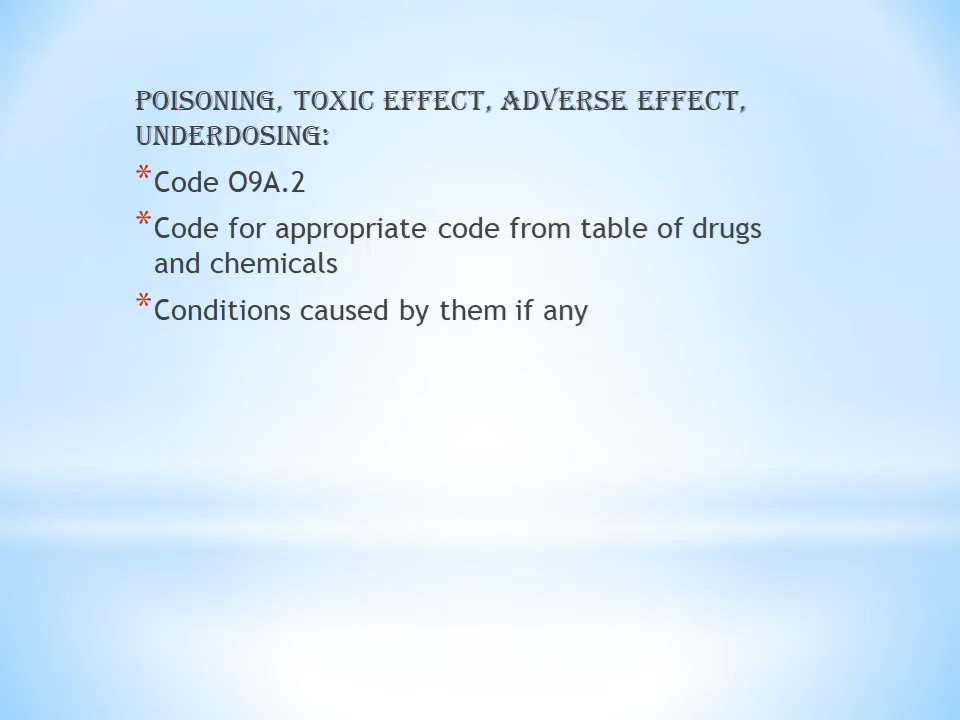 POISONING, TOXIC EFFECT, ADVERSE EFFECT,
UNDERDOSING:
* Code O9A.2
* Code for appropriate code from table of drugs
and chemicals
* Conditions caused by them if any